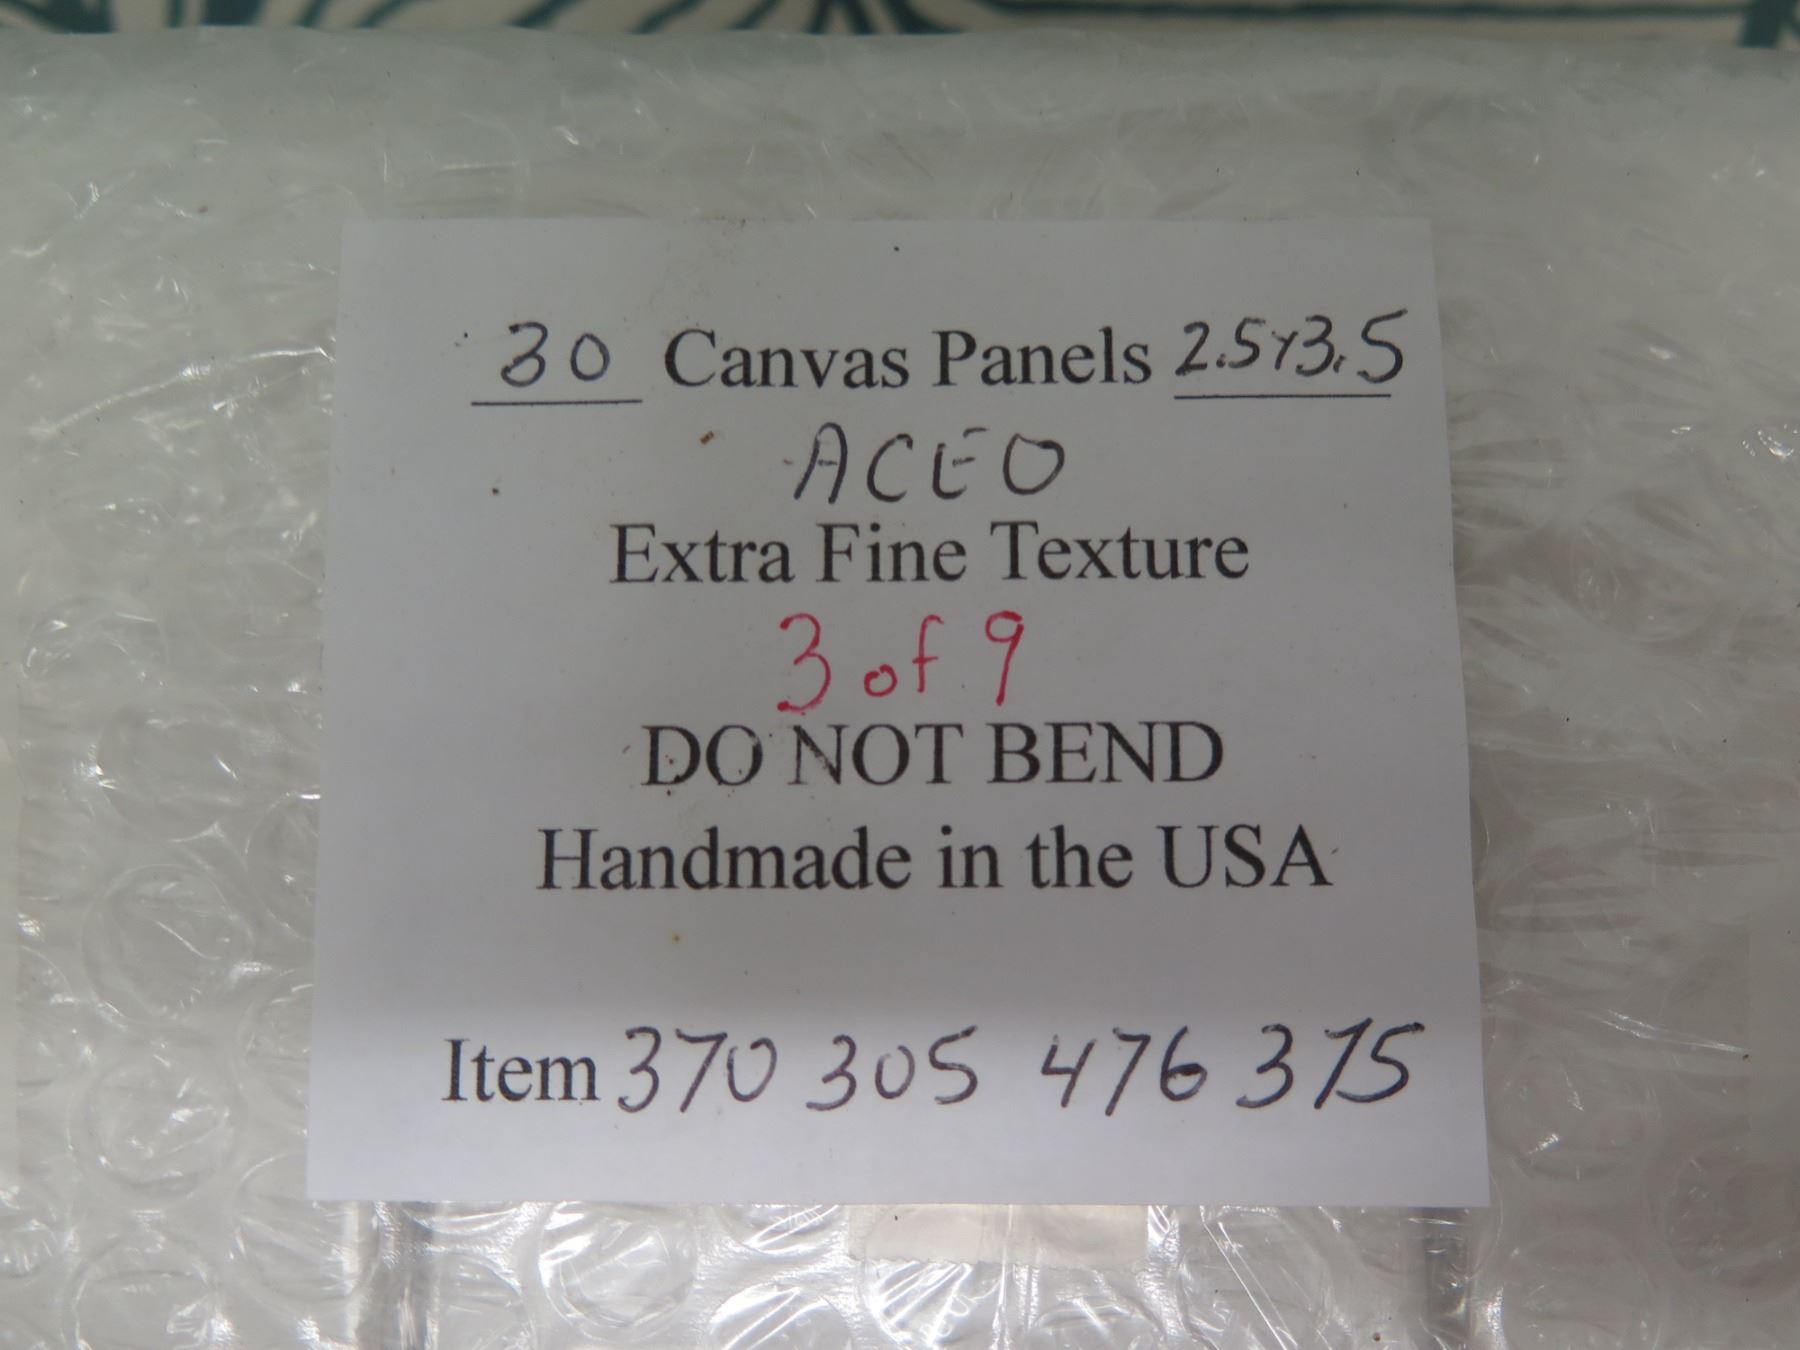 30 Canvas Panels 2.5x3.5
ACEO
Extra Fine Texture
3 of 9
DO NOT BEND
Handmade in the USA
Item 370 305 476 375